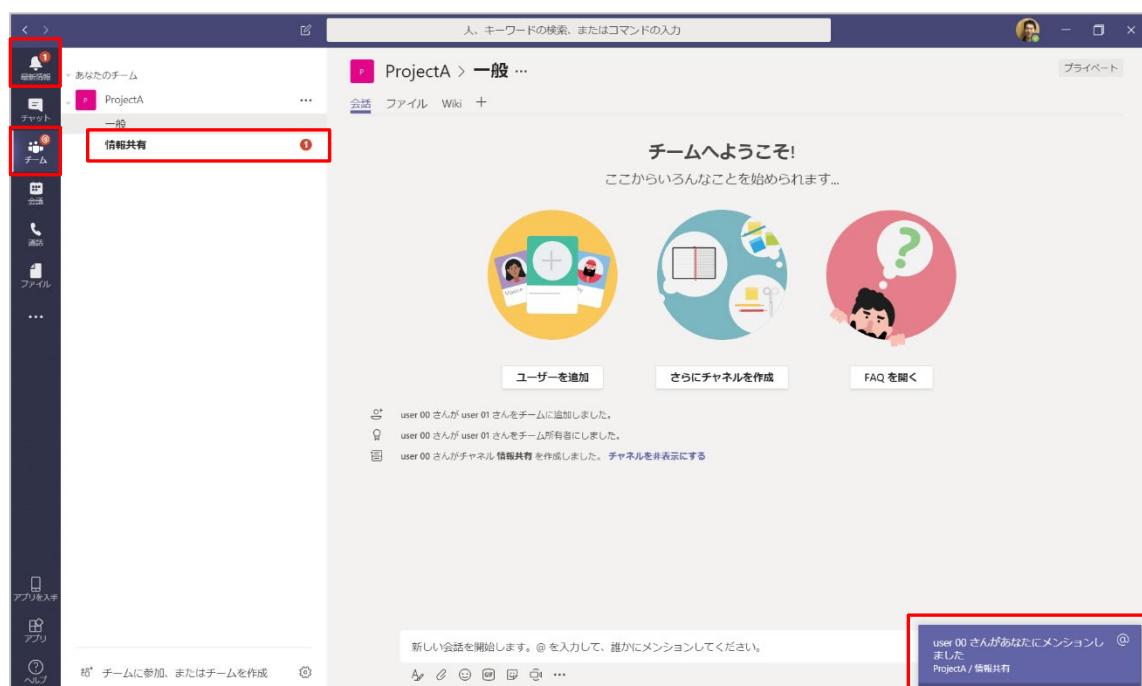 人、キーワードの検索、またはコマンドの入力
1
最新情報
チャット
@
チーム
会議
通話
ファイル
...
アプリを入手
アプリ
ヘルプ
あなたのチーム
P ProjectA ...
一般
情報共有 1
チームに参加、またはチームを作成
P ProjectA > 一般 ...
プライベート
会話 ファイル Wiki +
チームへようこそ!
ここからいろんなことを始められます...
ユーザーを追加
さらにチャネルを作成
FAQ を開く
user 00 さんが user 01 さんをチームに追加しました。
user 00 さんが user 01 さんをチーム所有者にしました。
user 00 さんがチャネル 情報共有 を作成しました。 チャネルを非表示にする
新しい会話を開始します。@ を入力して、誰かにメンションしてください。
GIF
...
user 00 さんがあなたにメンションし @
ました
ProjectA / 情報共有